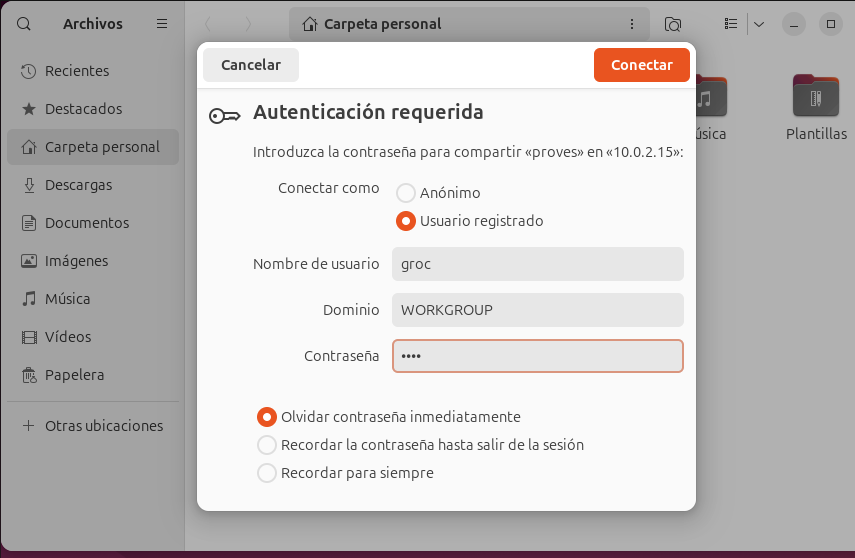 Archivos
Carpeta personal
Recientes
Destacados
Carpeta personal
Descargas
Documentos
Imágenes
Música
Vídeos
Papelera
Otras ubicaciones
Cancelar
Conectar
Autenticación requerida
Introduzca la contraseña para compartir «proves» en «10.0.2.15»:
Conectar como
Anónimo
Usuario registrado
Nombre de usuario groc
Dominio WORKGROUP
Contraseña ••••
Olvidar contraseña inmediatamente
Recordar la contraseña hasta salir de la sesión
Recordar para siempre
úsica
Plantillas